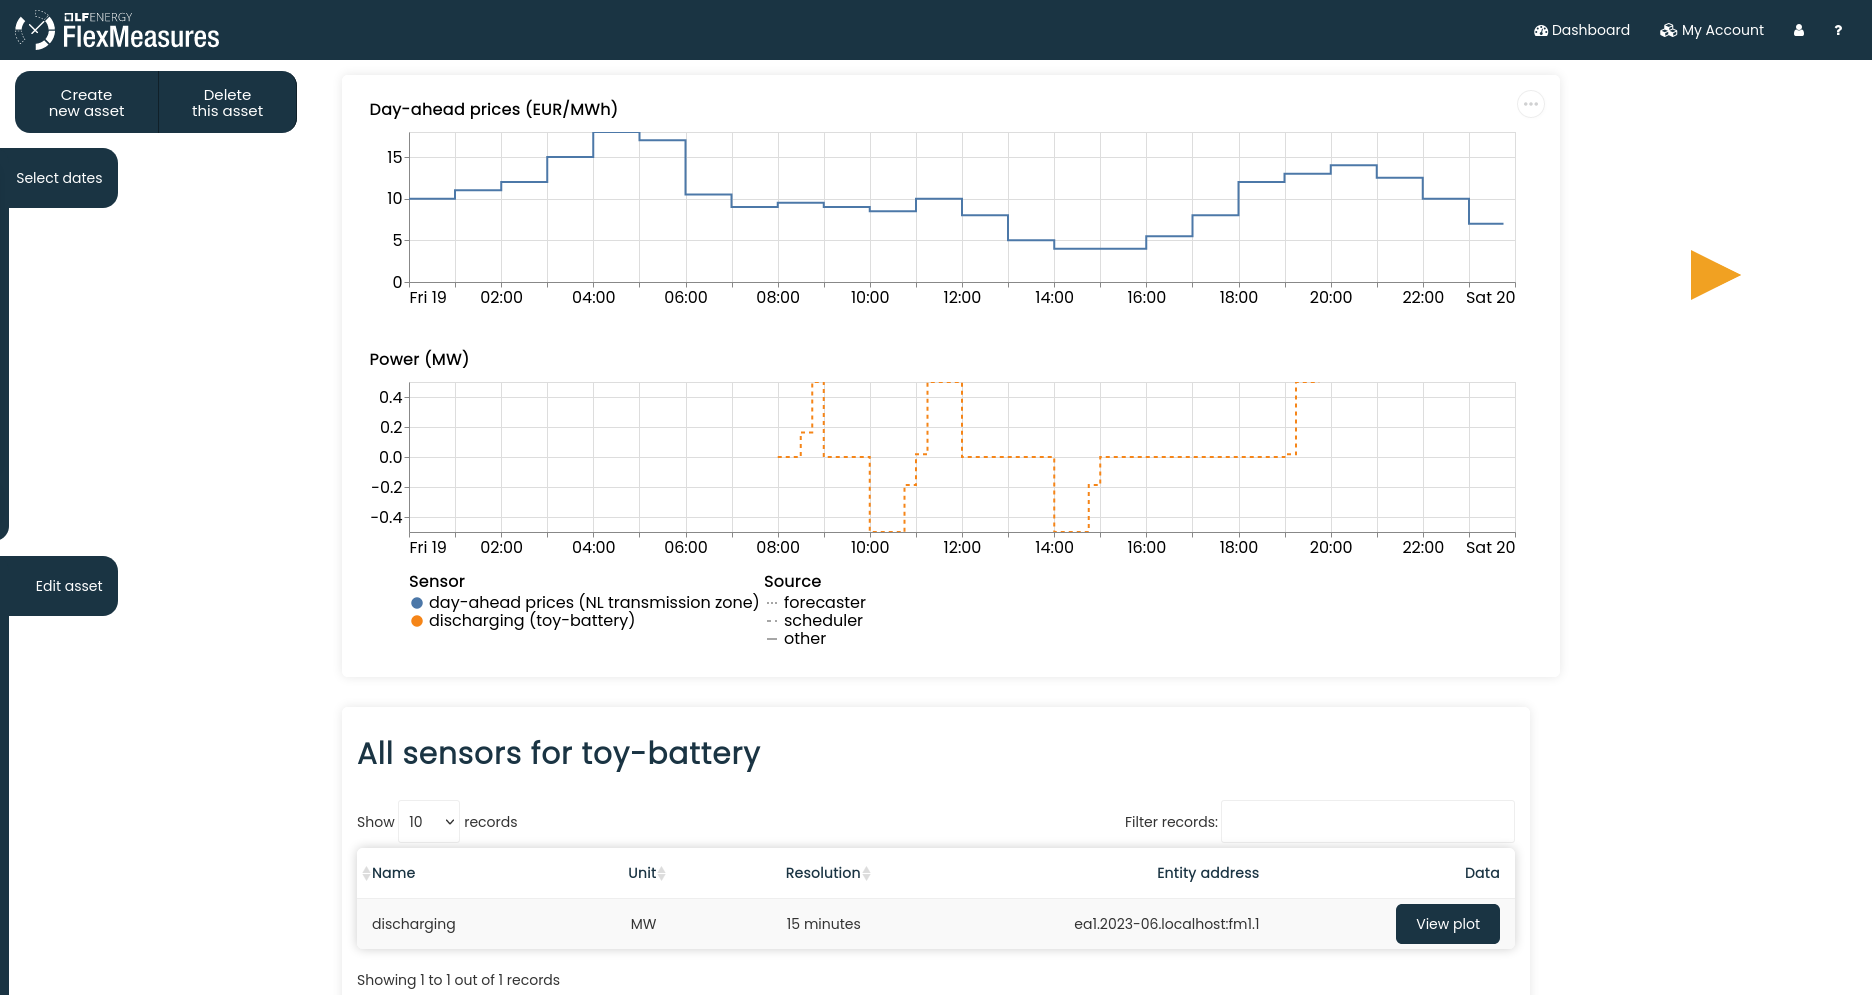 LFENERGY
FlexMeasures
Dashboard
My Account
?
Create
new asset
Delete
this asset
Select dates
Edit asset
Day-ahead prices (EUR/MWh)
15
10
5
0
Fri 19 02:00 04:00 06:00 08:00 10:00 12:00 14:00 16:00 18:00 20:00 22:00 Sat 20
Power (MW)
0.4
0.2
0.0
−0.2
−0.4
Fri 19 02:00 04:00 06:00 08:00 10:00 12:00 14:00 16:00 18:00 20:00 22:00 Sat 20
Sensor
day-ahead prices (NL transmission zone)
discharging (toy-battery)
Source
forecaster
scheduler
other
All sensors for toy-battery
Show 10 records
Filter records:
Name Unit Resolution Entity address Data
discharging MW 15 minutes ea1.2023-06.localhost:fm1.1 View plot
Showing 1 to 1 out of 1 records